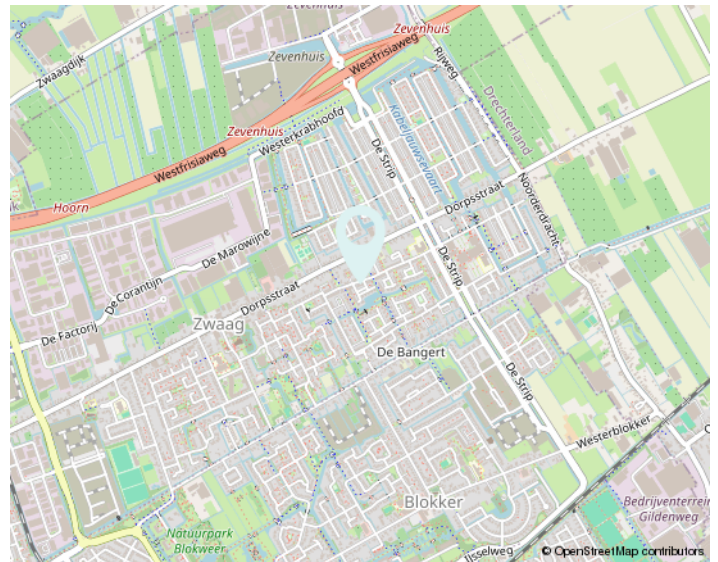 Zevenhuis
Zwaagdijk
Zevenhuis
Zevenhuis
Westfrisiaweg
Rijweg
Drechterland
Kabeljauwsevaart
Westerkrabhoofd
Zevenhuis
De Strip
Westfrisiaweg
Dorpsstraat
Noorderdracht
Hoorn
De Marowijne
De Strip
De Corantijn
Dorpsstraat
De Factorij
Zwaag
De Bangert
De Strip
Westerblokker
Blokker
Bedrijventerrein
Gildenweg
Natuurpark
Blokweer
IJsselweg
© OpenStreetMap contributors